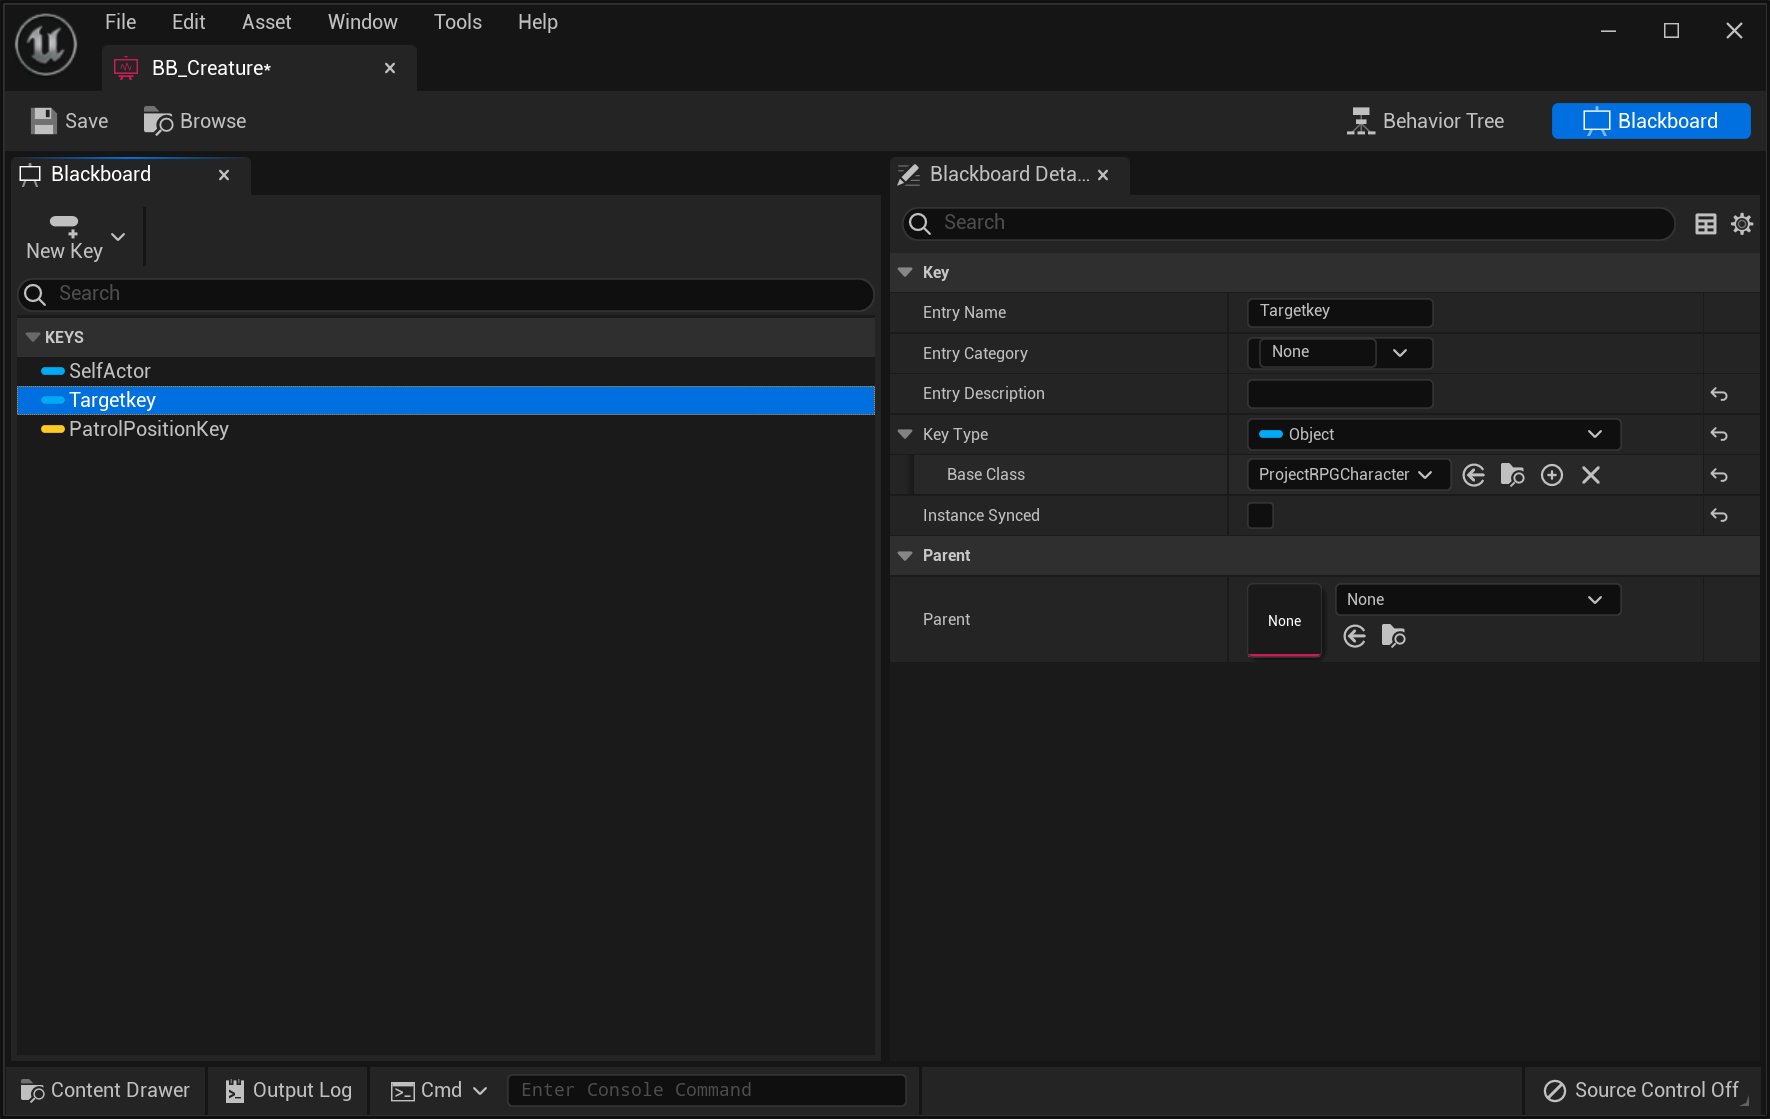 File Edit Asset Window Tools Help
BB_Creature*
Save Browse Behavior Tree Blackboard
Blackboard
New Key
Search
KEYS
SelfActor
Targetkey
PatrolPositionKey
Blackboard Deta...
Search
Key
Entry Name Targetkey
Entry Category None
Entry Description
Key Type Object
Base Class ProjectRPGCharacter
Instance Synced
Parent
Parent None None
Content Drawer Output Log Cmd Enter Console Command Source Control Off